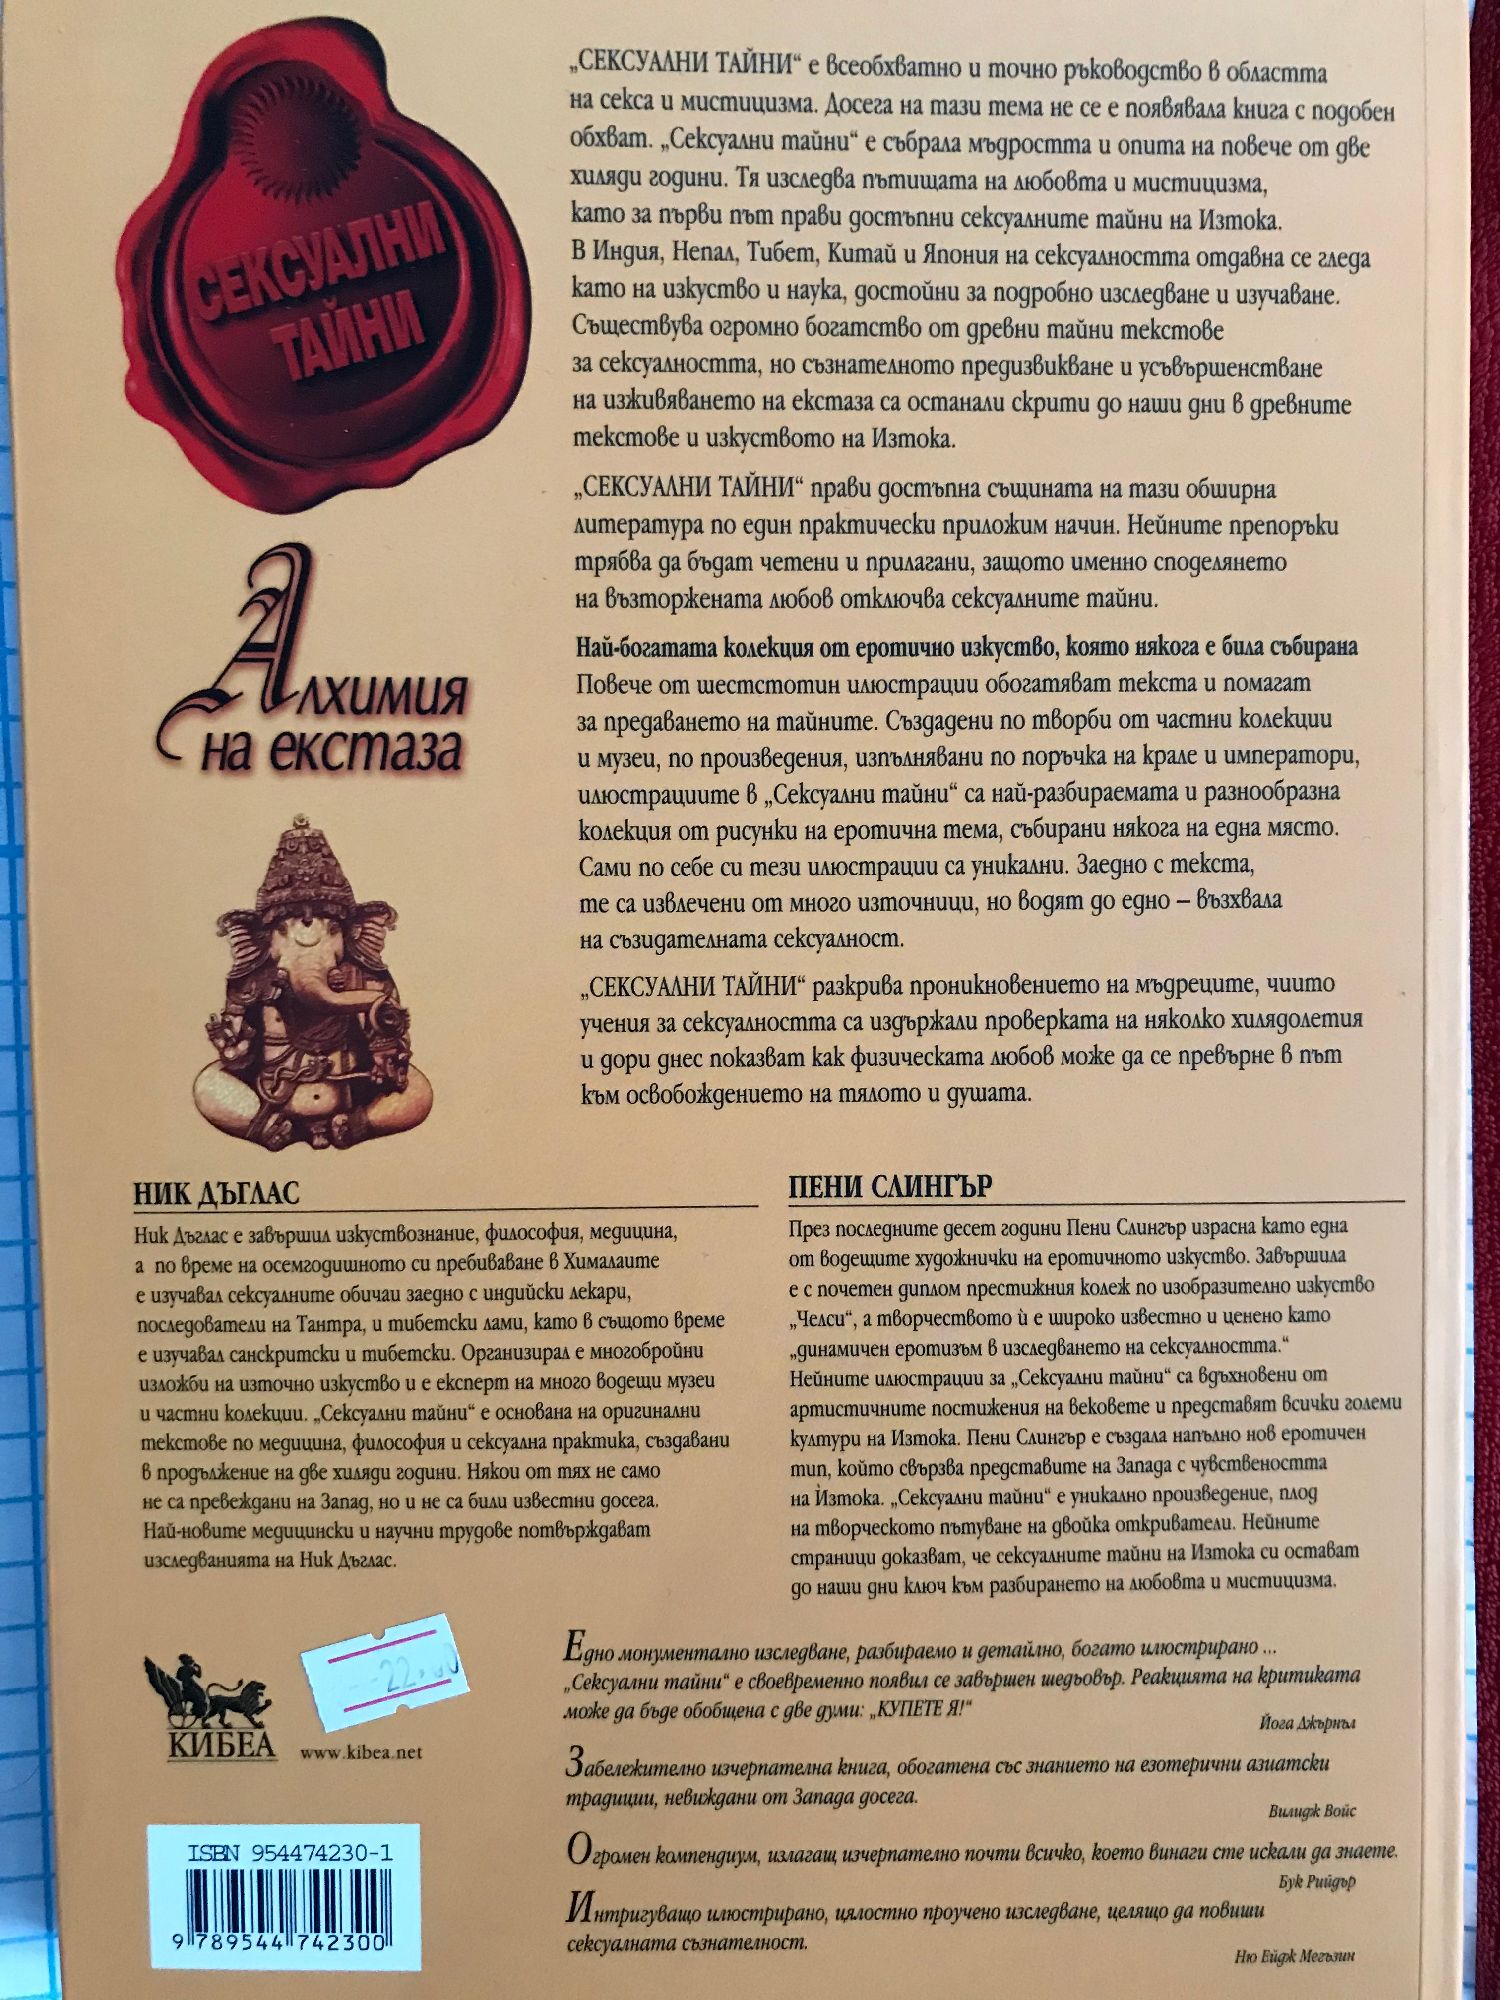 СЕКСУАЛНИ
ТАЙНИ
Алхимия
на екстаза
„СЕКСУАЛНИ ТАЙНИ“ е всеобхватно и точно ръководство в областта
на секса и мистицизма. Досега на тази тема не се е появявала книга с подобен
обхват. „Сексуални тайни“ е събрала мъдростта и опита на повече от две
хиляди години. Тя изследва пътищата на любовта и мистицизма,
като за първи път прави достъпни сексуалните тайни на Изтока.
В Индия, Непал, Тибет, Китай и Япония на сексуалността отдавна се гледа
като на изкуство и наука, достойни за подробно изследване и изучаване.
Съществува огромно богатство от древни тайни текстове
за сексуалността, но съзнателното предизвикване и усъвършенстване
на изживяването на екстаза са останали скрити до наши дни в древните
текстове и изкуството на Изтока.
„СЕКСУАЛНИ ТАЙНИ“ прави достъпна същината на тази обширна
литература по един практически приложим начин. Нейните препоръки
трябва да бъдат четени и прилагани, защото именно споделянето
на възторжената любов отключва сексуалните тайни.
Най-богатата колекция от еротично изкуство, която някога е била събирана
Повече от шестстотин илюстрации обогатяват текста и помагат
за предаването на тайните. Създадени по творби от частни колекции
и музеи, по произведения, изпълнявани по поръчка на крале и императори,
илюстрациите в „Сексуални тайни“ са най-разбираемата и разнообразна
колекция от рисунки на еротична тема, събирани някога на една място.
Сами по себе си тези илюстрации са уникални. Заедно с текста,
те са извлечени от много източници, но водят до едно – възхвала
на съзидателната сексуалност.
„СЕКСУАЛНИ ТАЙНИ“ разкрива проникновението на мъдреците, чиито
учения за сексуалността са издържали проверката на няколко хилядолетия
и дори днес показват как физическата любов може да се превърне в път
към освобождението на тялото и душата.
НИК ДЪГЛАС
Ник Дъглас е завършил изкуствознание, философия, медицина,
а по време на осемгодишното си пребиваване в Хималаите
е изучавал сексуалните обичаи заедно с индийски лекари,
последователи на Тантра, и тибетски лами, като в същото време
е изучавал санскритски и тибетски. Организирал е многобройни
изложби на източно изкуство и е експерт на много водещи музеи
и частни колекции. „Сексуални тайни“ е основана на оригинални
текстове по медицина, философия и сексуална практика, създавани
в продължение на две хиляди години. Някои от тях не само
не са превеждани на Запад, но и не са били известни досега.
Най-новите медицински и научни трудове потвърждават
изследванията на Ник Дъглас.
ПЕНИ СЛИНГЪР
През последните десет години Пени Слингър израсна като една
от водещите художнички на еротичното изкуство. Завършила
е с почетен диплом престижния колеж по изобразително изкуство
„Челси“, а творчеството ѝ е широко известно и ценено като
„динамичен еротизъм в изследването на сексуалността.“
Нейните илюстрации за „Сексуални тайни“ са вдъхновени от
артистичните постижения на вековете и представят всички големи
култури на Изтока. Пени Слингър е създала напълно нов еротичен
тип, който свързва представите на Запада с чувствеността
на Изтока. „Сексуални тайни“ е уникално произведение, плод
на творческото пътуване на двойка откриватели. Нейните
страници доказват, че сексуалните тайни на Изтока си остават
до наши дни ключ към разбирането на любовта и мистицизма.
Едно монументално изследване, разбираемо и детайлно, богато илюстрирано ...
„Сексуални тайни“ е своевременно появил се завършен шедьовър. Реакцията на критиката
може да бъде обобщена с две думи: „КУПЕТЕ Я!“
Йога Джърнъл
Забележително изчерпателна книга, обогатена със знанието на езотерични азиатски
традиции, невиждани от Запада досега.
Вилидж Войс
Огромен компендиум, излагащ изчерпателно почти всичко, което винаги сте искали да знаете.
Бук Рийдър
Интригуващо илюстрирано, цялостно проучено изследване, целящо да повиши
сексуалната съзнателност.
Ню Ейдж Мегъзин
22.00
КИБЕА
www.kibea.net
ISBN 954474230-1
9 789544 742300